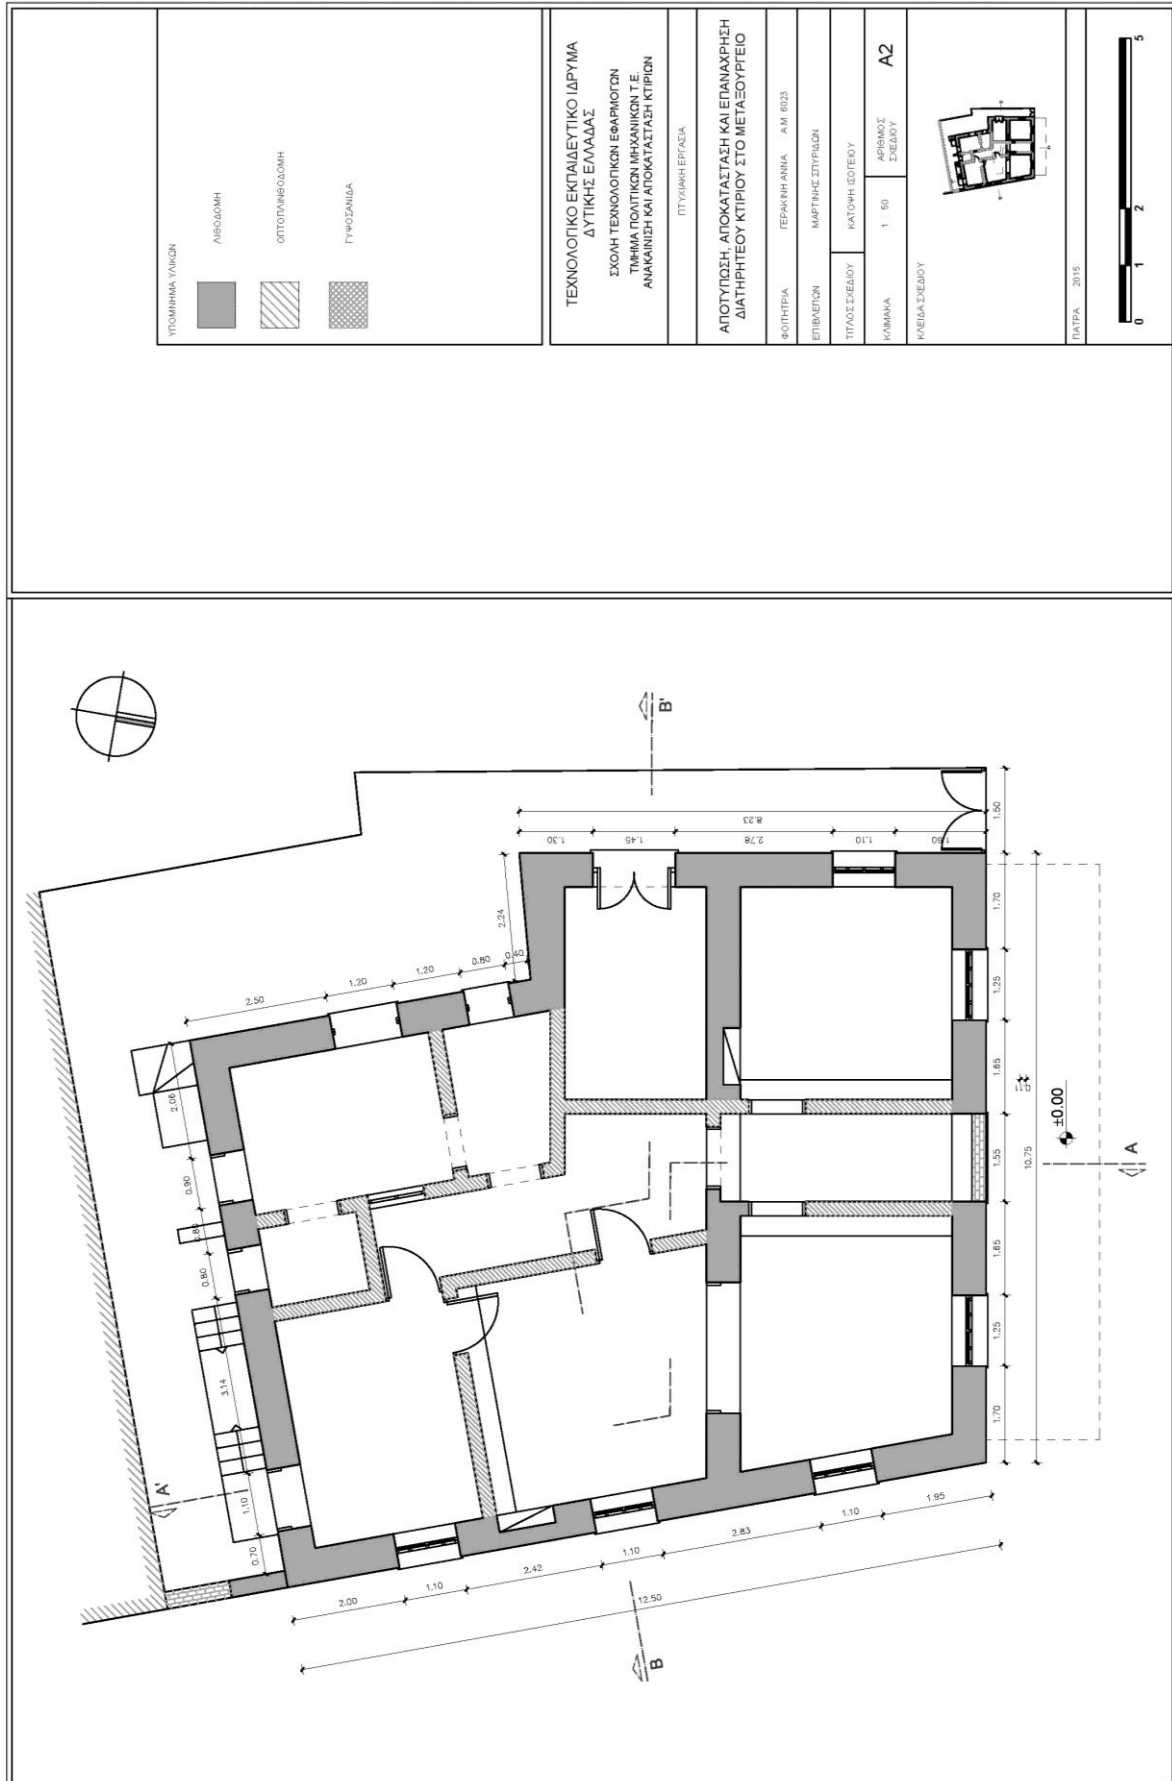 ΥΠΟΜΝΗΜΑ ΥΛΙΚΩΝ
ΛΙΘΟΔΟΜΗ
ΟΠΤΟΠΛΙΝΘΟΔΟΜΗ
ΓΥΨΟΣΑΝΙΔΑ
ΤΕΧΝΟΛΟΓΙΚΟ ΕΚΠΑΙΔΕΥΤΙΚΟ ΙΔΡΥΜΑ
ΔΥΤΙΚΗΣ ΕΛΛΑΔΑΣ
ΣΧΟΛΗ ΤΕΧΝΟΛΟΓΙΚΩΝ ΕΦΑΡΜΟΓΩΝ
ΤΜΗΜΑ ΠΟΛΙΤΙΚΩΝ ΜΗΧΑΝΙΚΩΝ Τ.Ε.
ΑΝΑΚΑΙΝΙΣΗ ΚΑΙ ΑΠΟΚΑΤΑΣΤΑΣΗ ΚΤΙΡΙΩΝ
ΠΤΥΧΙΑΚΗ ΕΡΓΑΣΙΑ
ΑΠΟΤΥΠΩΣΗ, ΑΠΟΚΑΤΑΣΤΑΣΗ ΚΑΙ ΕΠΑΝΑΧΡΗΣΗ
ΔΙΑΤΗΡΗΤΕΟΥ ΚΤΙΡΙΟΥ ΣΤΟ ΜΕΤΑΞΟΥΡΓΕΙΟ
ΦΟΙΤΗΤΡΙΑ ΓΕΡΑΚΙΝΗ ΑΝΝΑ Α.Μ. 6023
ΕΠΙΒΛΕΠΩΝ ΜΑΡΤΙΝΗΣ ΣΠΥΡΙΔΩΝ
ΤΙΤΛΟΣ ΣΧΕΔΙΟΥ ΚΑΤΟΨΗ ΙΣΟΓΕΙΟΥ
ΚΛΙΜΑΚΑ 1 : 50 ΑΡΙΘΜΟΣ ΣΧΕΔΙΟΥ A2
ΚΛΕΙΔΑ ΣΧΕΔΙΟΥ
ΠΑΤΡΑ 2015
0 1 2 5
B'
8.23
1.30
1.45
2.78
1.10
1.60
1.50
2.24
0.40
0.80
1.20
1.20
2.50
2.06
0.90
0.80
0.80
3.14
1.10
0.70
A'
1.70
1.25
1.65
0.11
1.55
10.75
1.65
1.25
1.70
±0.00
A
2.00
1.10
2.42
1.10
2.83
1.10
1.95
12.50
B